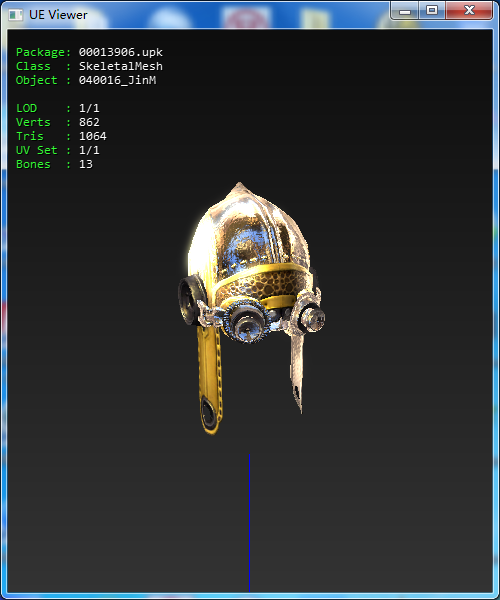 UE Viewer
Package: 00013906.upk
Class : SkeletalMesh
Object : 040016_JinM
LOD : 1/1
Verts : 862
Tris : 1064
UV Set : 1/1
Bones : 13